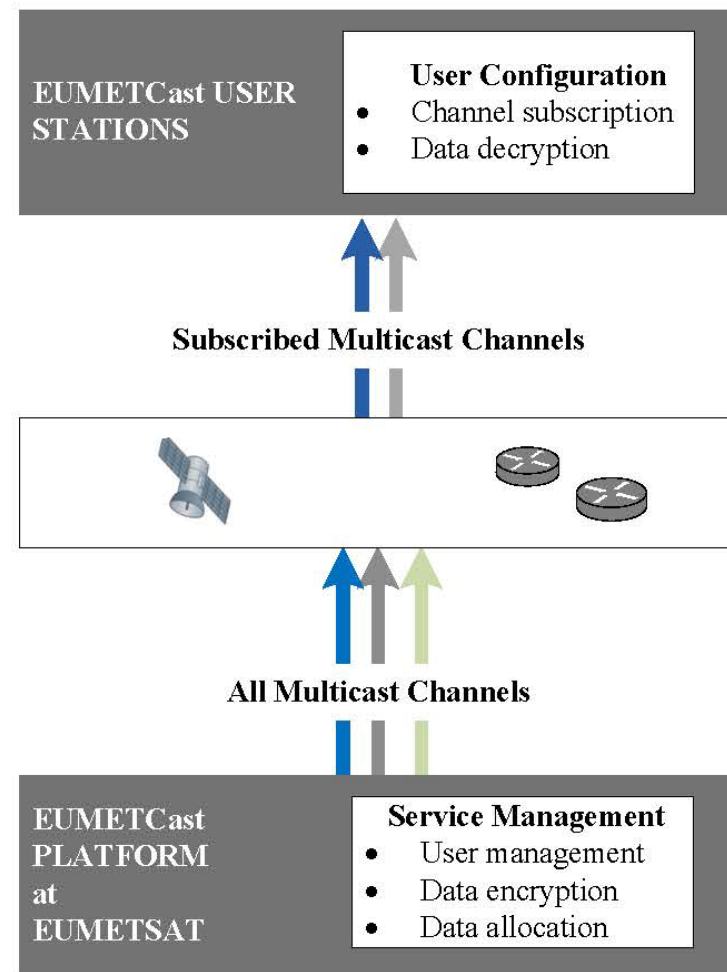 EUMETCast USER
STATIONS
User Configuration
• Channel subscription
• Data decryption
Subscribed Multicast Channels
All Multicast Channels
EUMETCast
PLATFORM
at
EUMETSAT
Service Management
• User management
• Data encryption
• Data allocation